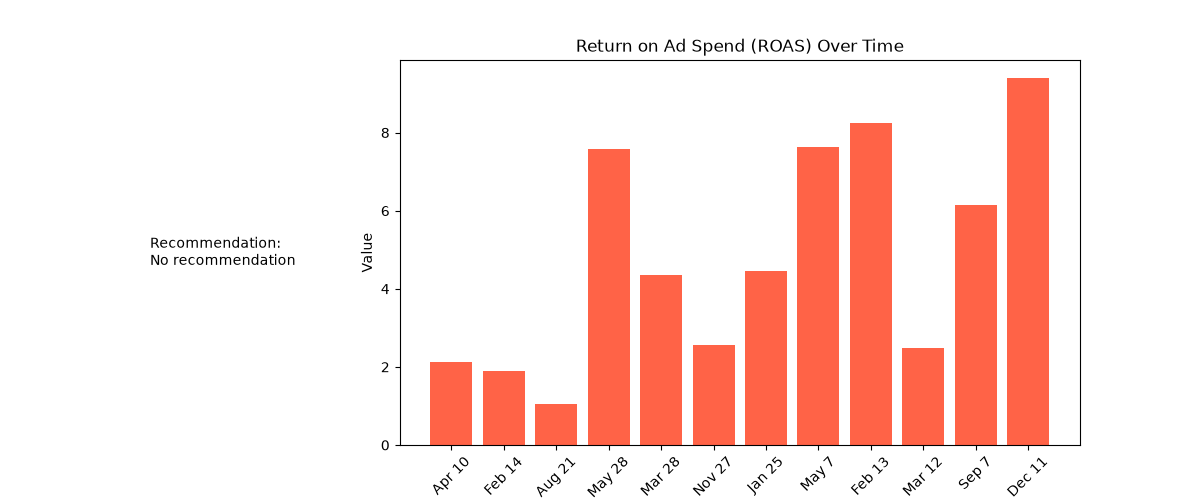 Return on Ad Spend (ROAS) Over Time
Recommendation:
No recommendation
Value
8
6
4
2
0
Apr 10
Feb 14
Aug 21
May 28
Mar 28
Nov 27
Jan 25
May 7
Feb 13
Mar 12
Sep 7
Dec 11